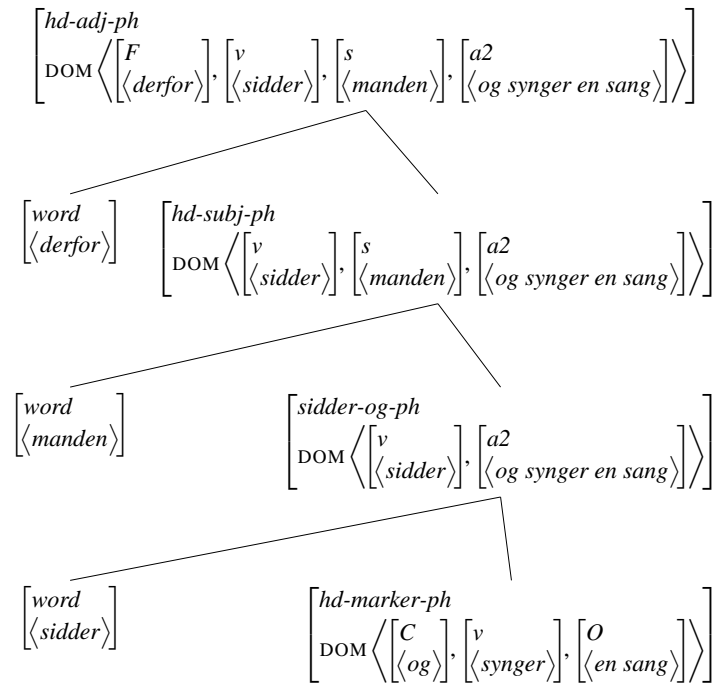 hd-adj-ph
DOM ⟨[F ⟨derfor⟩], [v ⟨sidder⟩], [s ⟨manden⟩], [a2 ⟨og synger en sang⟩]⟩
word
⟨derfor⟩
hd-subj-ph
DOM ⟨[v ⟨sidder⟩], [s ⟨manden⟩], [a2 ⟨og synger en sang⟩]⟩
word
⟨manden⟩
sidder-og-ph
DOM ⟨[v ⟨sidder⟩], [a2 ⟨og synger en sang⟩]⟩
word
⟨sidder⟩
hd-marker-ph
DOM ⟨[C ⟨og⟩], [v ⟨synger⟩], [O ⟨en sang⟩]⟩